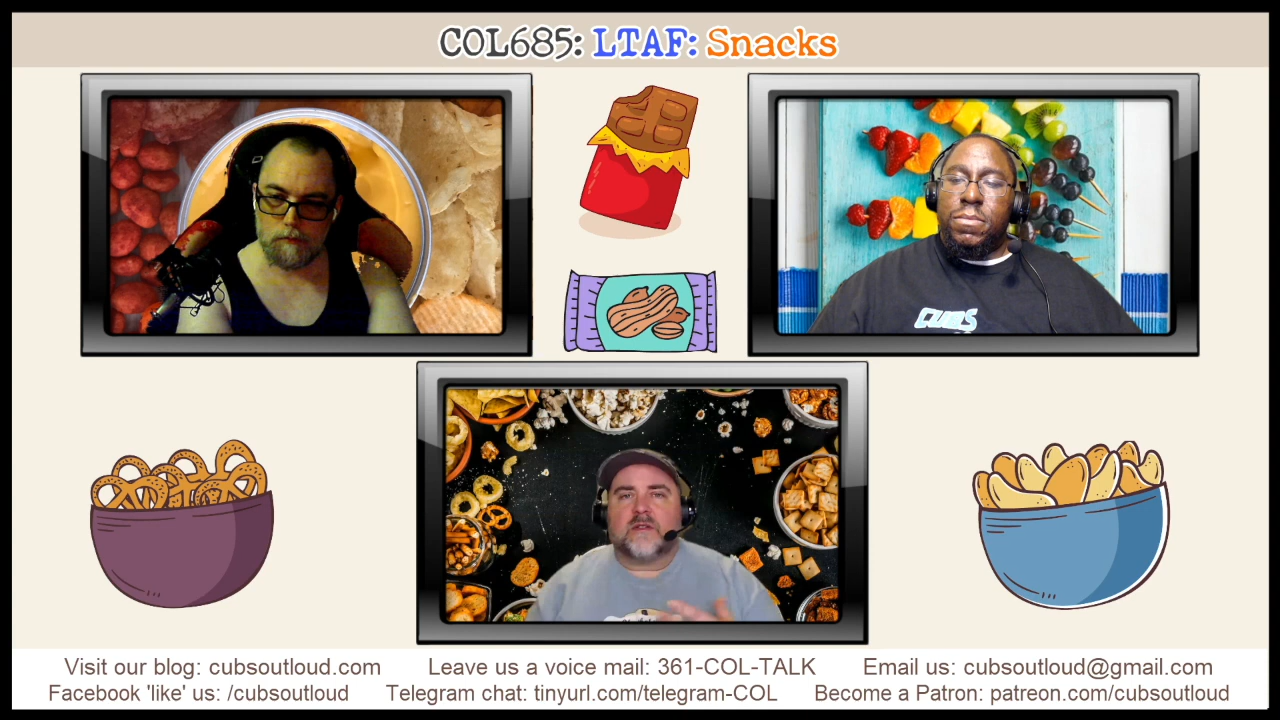 COL685: LTAF: Snacks
CUBS
Visit our blog: cubsoutloud.com Leave us a voice mail: 361-COL-TALK Email us: cubsoutloud@gmail.com
Facebook 'like' us: /cubsoutloud Telegram chat: tinyurl.com/telegram-COL Become a Patron: patreon.com/cubsoutloud